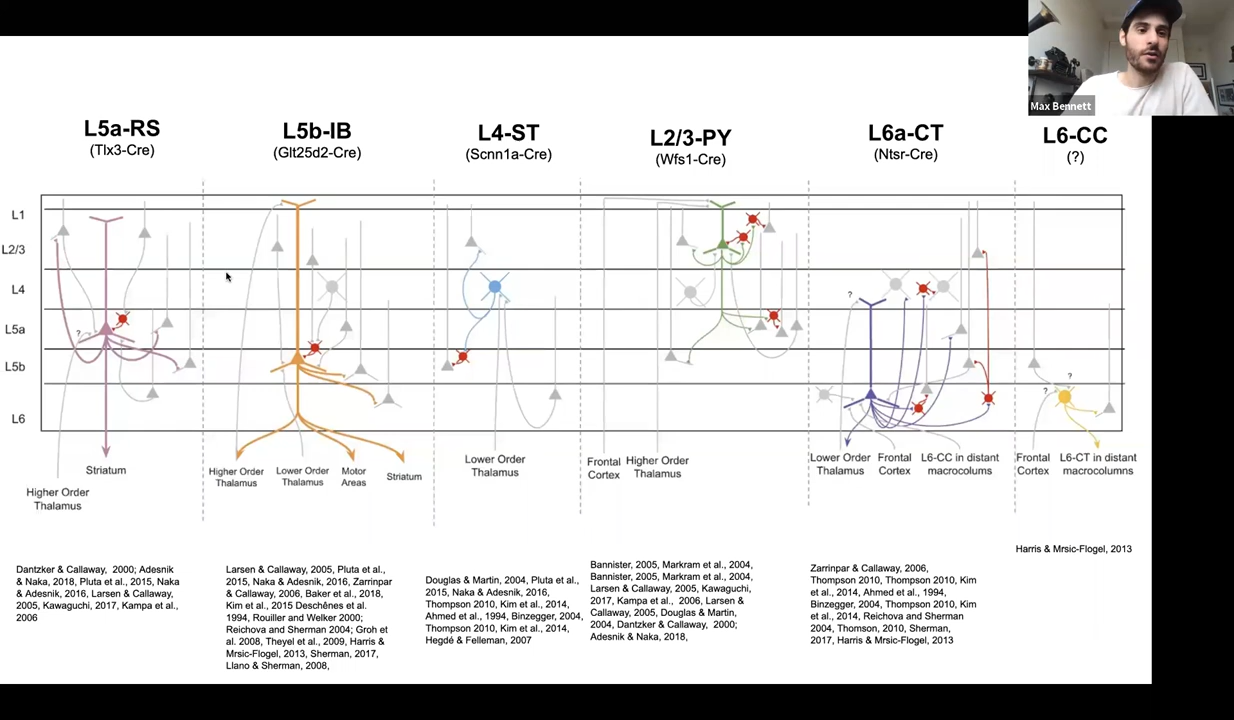 Max Bennett
L5a-RS
(Tlx3-Cre)
L5b-IB
(Glt25d2-Cre)
L4-ST
(Scnn1a-Cre)
L2/3-PY
(Wfs1-Cre)
L6a-CT
(Ntsr-Cre)
L6-CC
(?)
L1
L2/3
L4
L5a
L5b
L6
?
?
?
?
Striatum
Higher Order
Thalamus
Higher Order
Thalamus
Lower Order
Thalamus
Motor
Areas
Striatum
Lower Order
Thalamus
Frontal
Cortex
Higher Order
Thalamus
Lower Order
Thalamus
Frontal
Cortex
L6-CC in distant
macrocolums
Frontal
Cortex
L6-CT in distant
macrocolumns
Dantzker & Callaway, 2000; Adesnik
& Naka, 2018, Pluta et al., 2015, Naka
& Adesnik, 2016, Larsen & Callaway,
2005, Kawaguchi, 2017, Kampa et al.,
2006
Larsen & Callaway, 2005, Pluta et al.,
2015, Naka & Adesnik, 2016, Zarrinpar
& Callaway, 2006, Baker et al., 2018,
Kim et al., 2015 Deschênes et al.
1994, Rouiller and Welker 2000;
Reichova and Sherman 2004; Groh et
al. 2008, Theyel et al., 2009, Harris &
Mrsic-Flogel, 2013, Sherman, 2017,
Llano & Sherman, 2008,
Douglas & Martin, 2004, Pluta et al.,
2015, Naka & Adesnik, 2016,
Thompson 2010, Kim et al., 2014,
Ahmed et al., 1994, Binzegger, 2004,
Thompson 2010, Kim et al., 2014,
Hegdé & Felleman, 2007
Bannister, 2005, Markram et al., 2004,
Bannister, 2005, Markram et al., 2004,
Larsen & Callaway, 2005, Kawaguchi,
2017, Kampa et al., 2006, Larsen &
Callaway, 2005, Douglas & Martin,
2004, Dantzker & Callaway, 2000;
Adesnik & Naka, 2018,
Zarrinpar & Callaway, 2006,
Thompson 2010, Thompson 2010, Kim
et al., 2014, Ahmed et al., 1994,
Binzegger, 2004, Thompson 2010, Kim
et al., 2014, Reichova and Sherman
2004, Thomson, 2010, Sherman,
2017, Harris & Mrsic-Flogel, 2013
Harris & Mrsic-Flogel, 2013